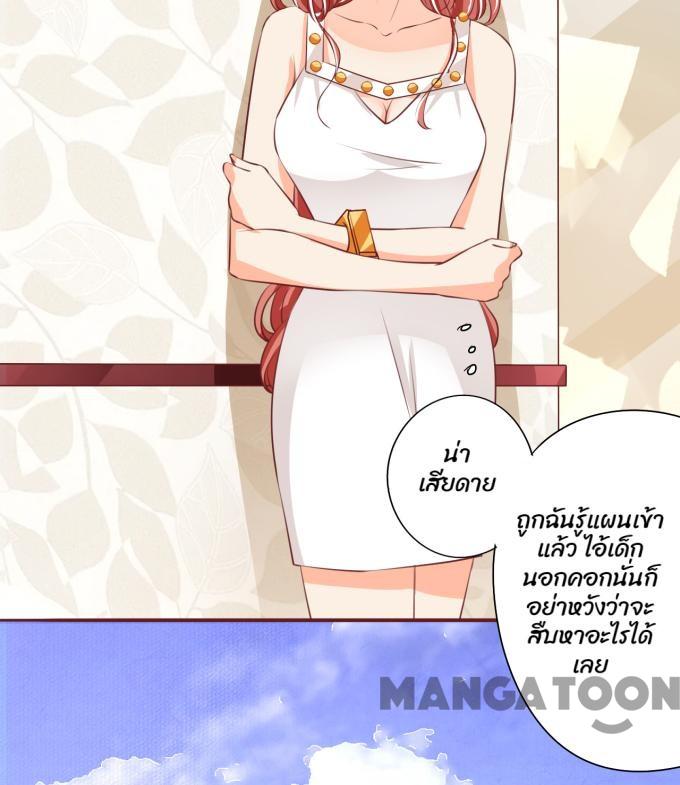 น่า
เสียดาย
ถูกฉันรู้แผนเข้า
แล้ว ไอ้เด็ก
นอกคอกนั่นก็
อย่าหวังว่าจะ
สืบหาอะไรได้
เลย
MANGATOON